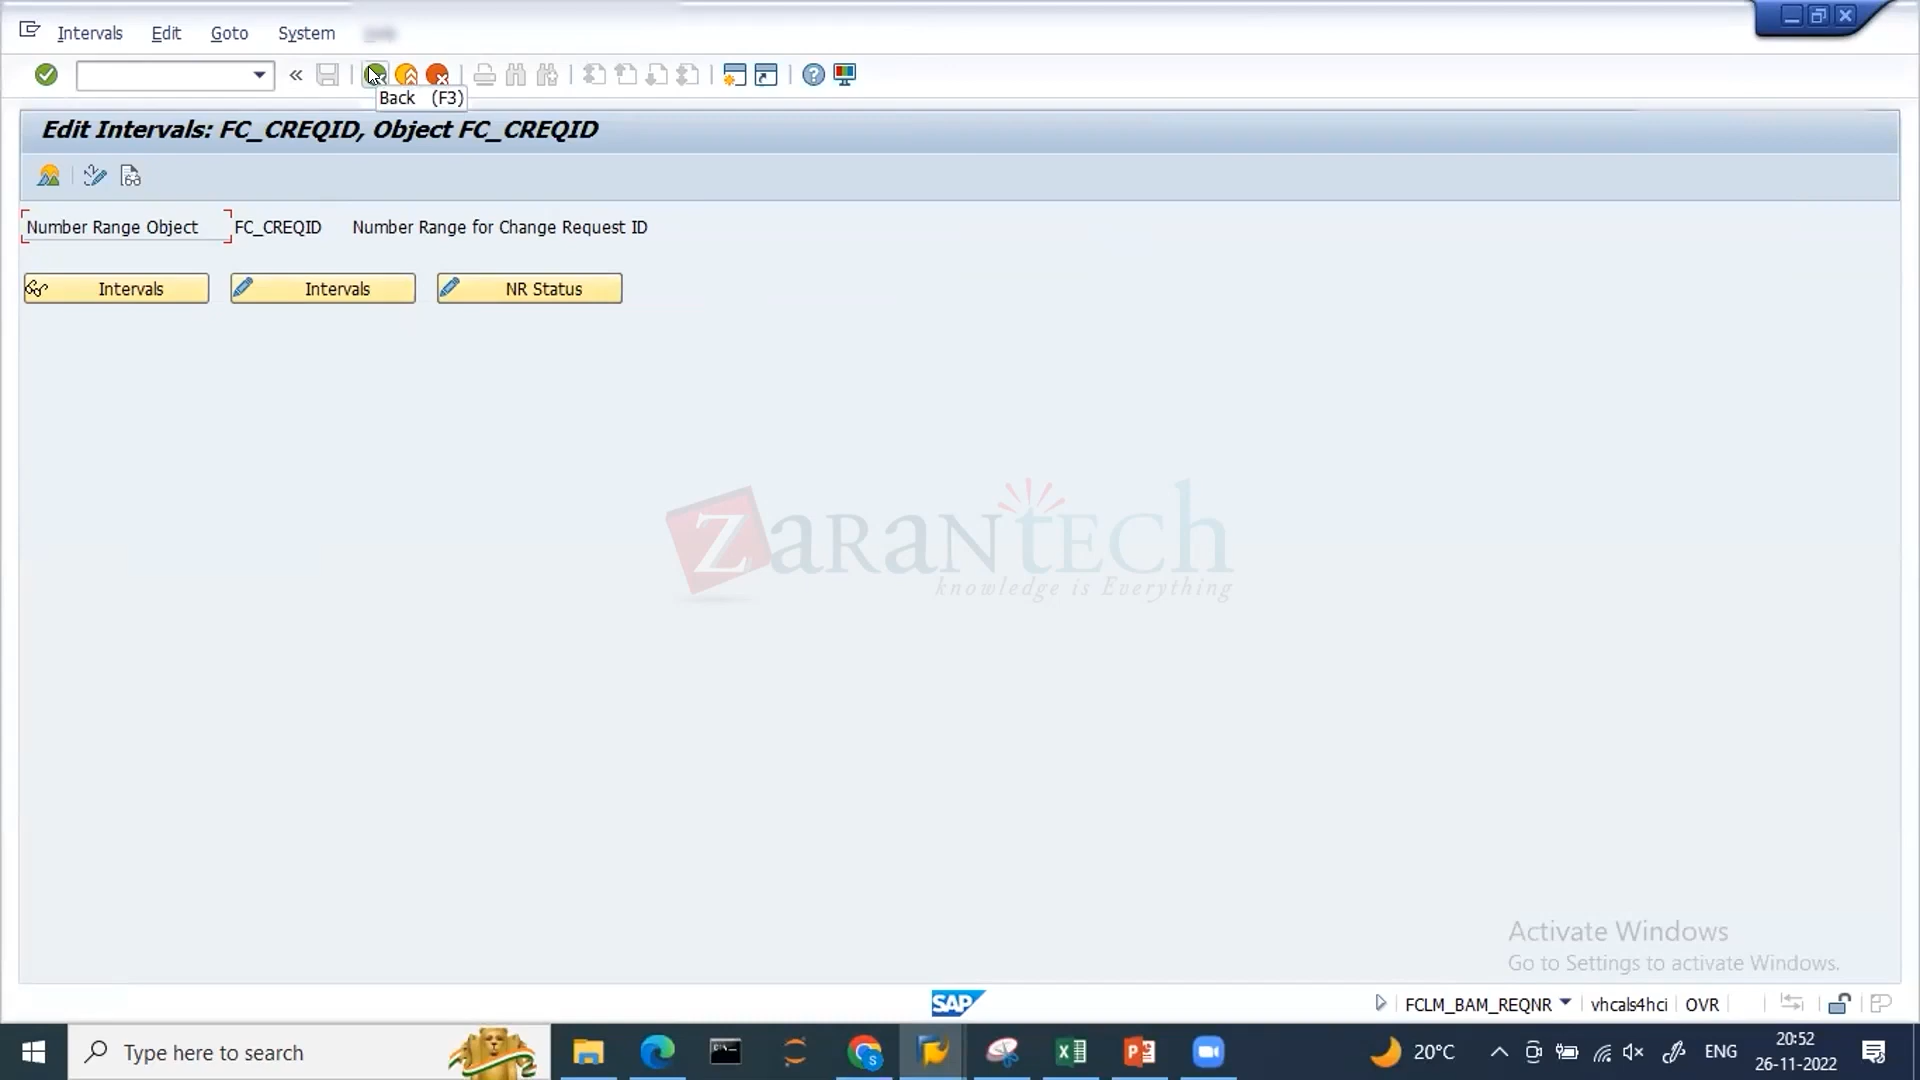 Intervals Edit Goto System
Back (F3)
Edit Intervals: FC_CREQID, Object FC_CREQID
Number Range Object FC_CREQID Number Range for Change Request ID
Intervals Intervals NR Status
ZaranTech
knowledge is Everything
Activate Windows
Go to Settings to activate Windows.
SAP FCLM_BAM_REQNR vhcals4hci OVR
Type here to search 20°C ENG 20:52
26-11-2022